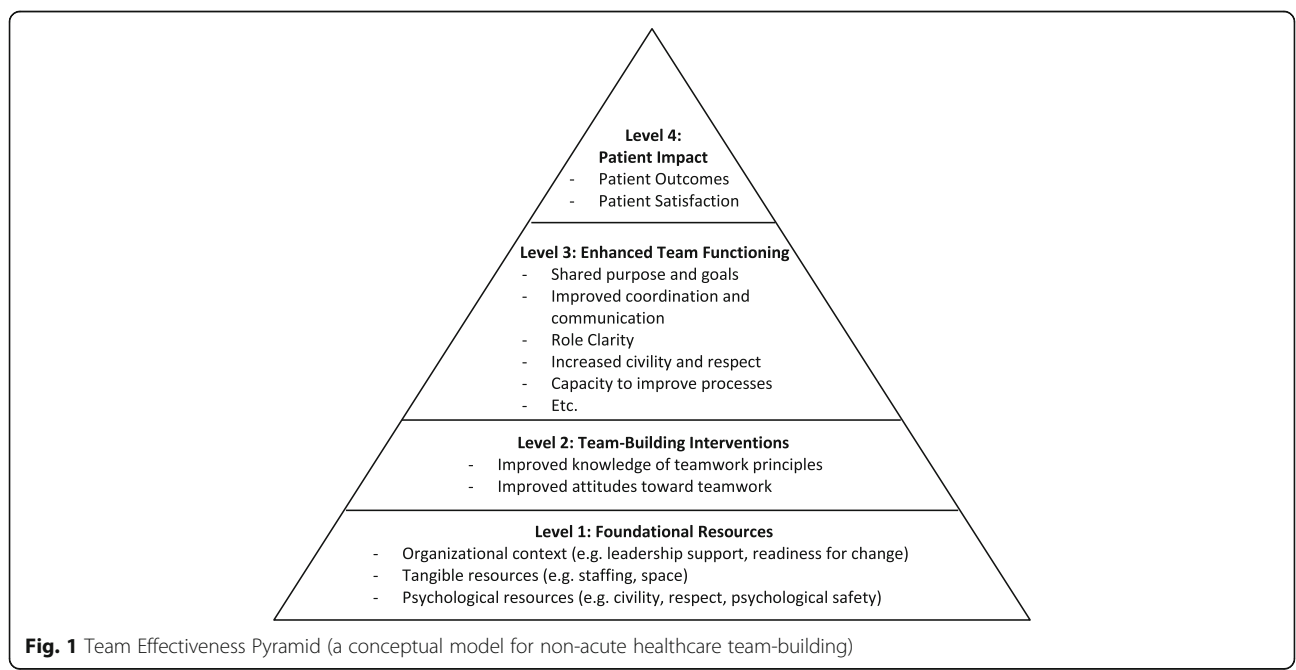 Level 4:
Patient Impact
- Patient Outcomes
- Patient Satisfaction
Level 3: Enhanced Team Functioning
- Shared purpose and goals
- Improved coordination and
communication
- Role Clarity
- Increased civility and respect
- Capacity to improve processes
- Etc.
Level 2: Team-Building Interventions
- Improved knowledge of teamwork principles
- Improved attitudes toward teamwork
Level 1: Foundational Resources
- Organizational context (e.g. leadership support, readiness for change)
- Tangible resources (e.g. staffing, space)
- Psychological resources (e.g. civility, respect, psychological safety)
Fig. 1 Team Effectiveness Pyramid (a conceptual model for non-acute healthcare team-building)